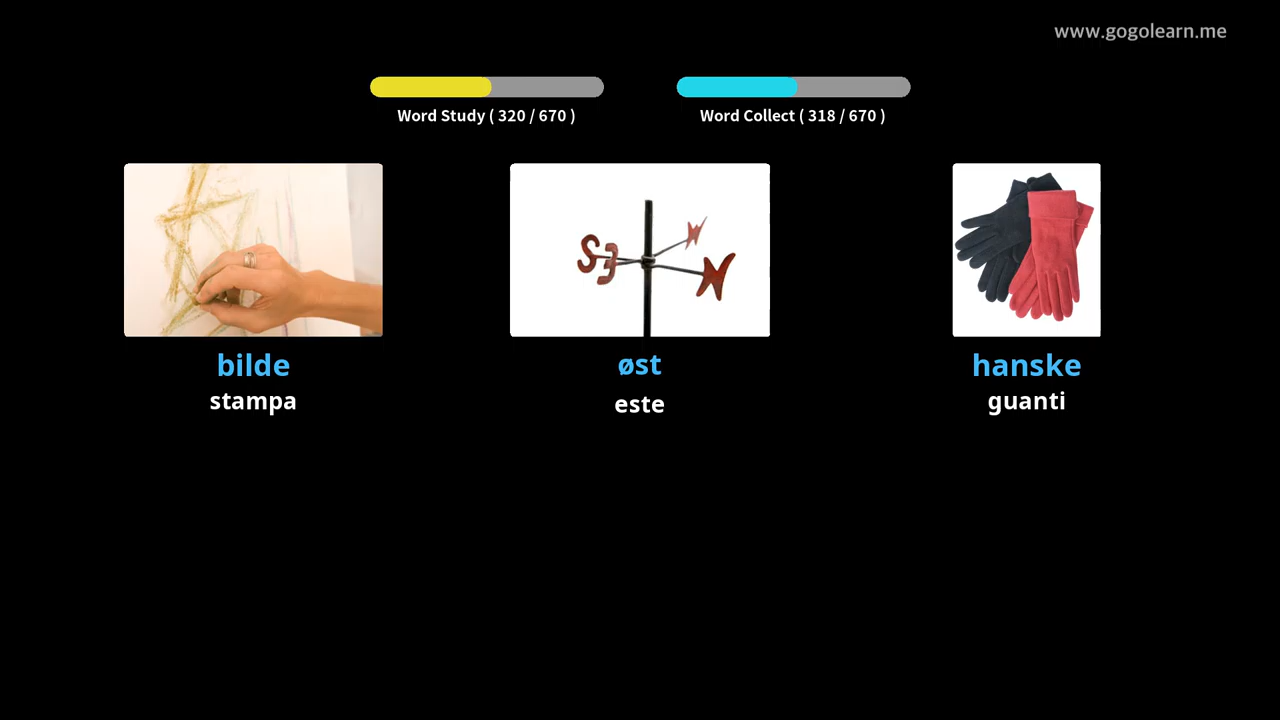 www.gogolearn.me
Word Study ( 320 / 670 )
Word Collect ( 318 / 670 )
S E N W
bilde
øst
hanske
stampa
este
guanti